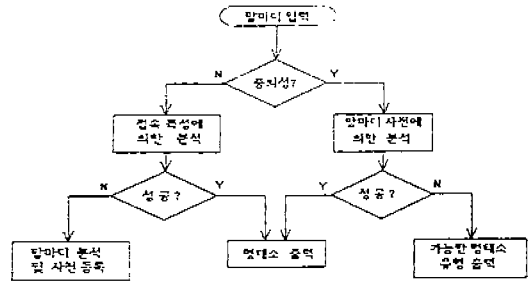 말마디 입력
중의성?
N
Y
접속 특성에
의한 분석
말마디 사전에
의한 분석
N
성공?
Y
Y
성공?
N
말마디 분석
및 사전 등록
형태소 출력
가능한 형태소
유형 출력